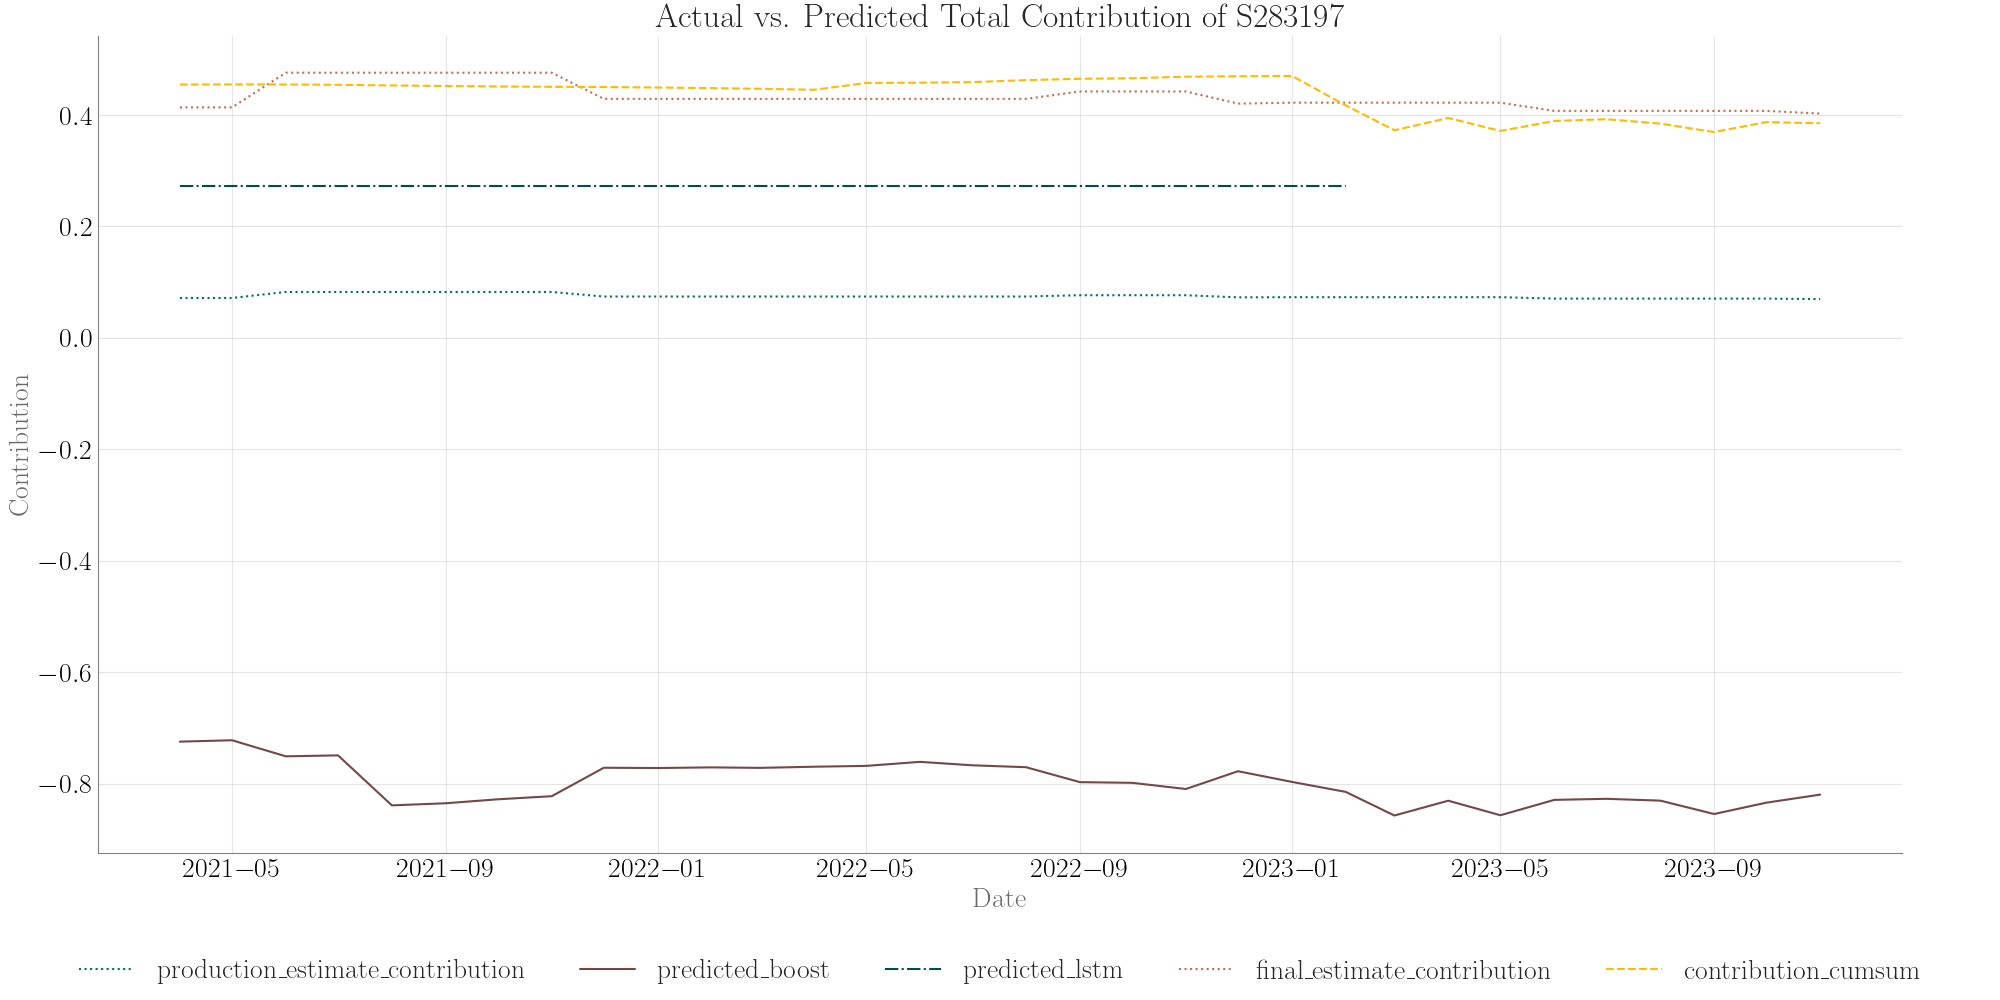 Actual vs. Predicted Total Contribution of S283197
0.4
0.2
0.0
−0.2
−0.4
−0.6
−0.8
Contribution
2021−05 2021−09 2022−01 2022−05 2022−09 2023−01 2023−05 2023−09
Date
production_estimate_contribution predicted_boost predicted_lstm final_estimate_contribution contribution_cumsum